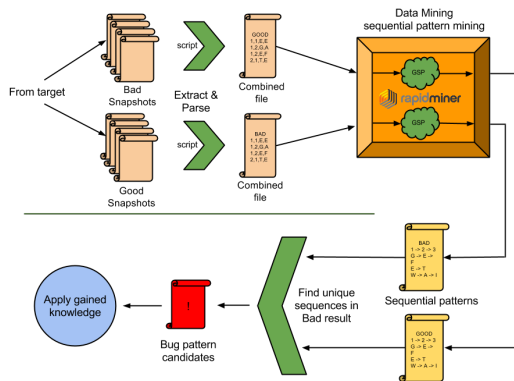 Data Mining
sequential pattern mining
From target
Bad
Snapshots
script
Extract &
Parse
GOOD
1,1,E,E
1,2,G,A
1,2,E,F
2,1,T,E
Combined
file
GSP
rapidminer
GSP
Good
Snapshots
script
BAD
1,1,E,E
1,2,G,A
1,2,E,F
2,1,T,E
Combined
file
BAD
1 -> 2 -> 3
G -> E ->
F
E -> T
W -> A -> I
Sequential patterns
GOOD
1 -> 2 -> 3
G -> E ->
F
E -> T
W -> A -> I
Find unique
sequences in
Bad result
!
Bug pattern
candidates
Apply gained
knowledge